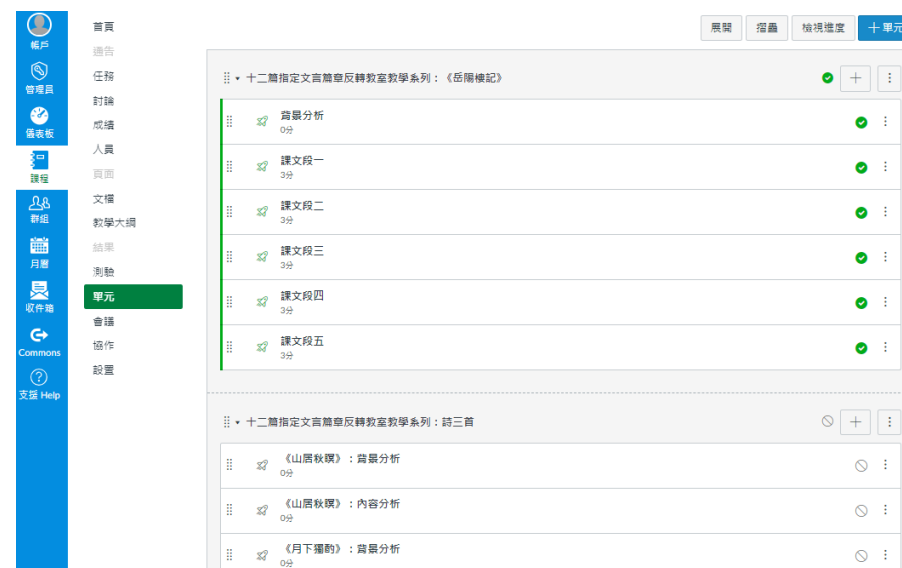 帳戶
管理員
儀表板
課程
群組
月曆
收件箱
Commons
支援 Help
首頁
通告
任務
討論
成績
人員
頁面
文檔
教學大綱
結果
測驗
單元
會議
協作
設置
展開
摺疊
檢視進度
＋單元
十二篇指定文言篇章反轉教室教學系列：《岳陽樓記》
背景分析
0分
課文段一
3分
課文段二
3分
課文段三
3分
課文段四
3分
課文段五
3分
十二篇指定文言篇章反轉教室教學系列：詩三首
《山居秋暝》：背景分析
0分
《山居秋暝》：內容分析
0分
《月下獨酌》：背景分析
0分